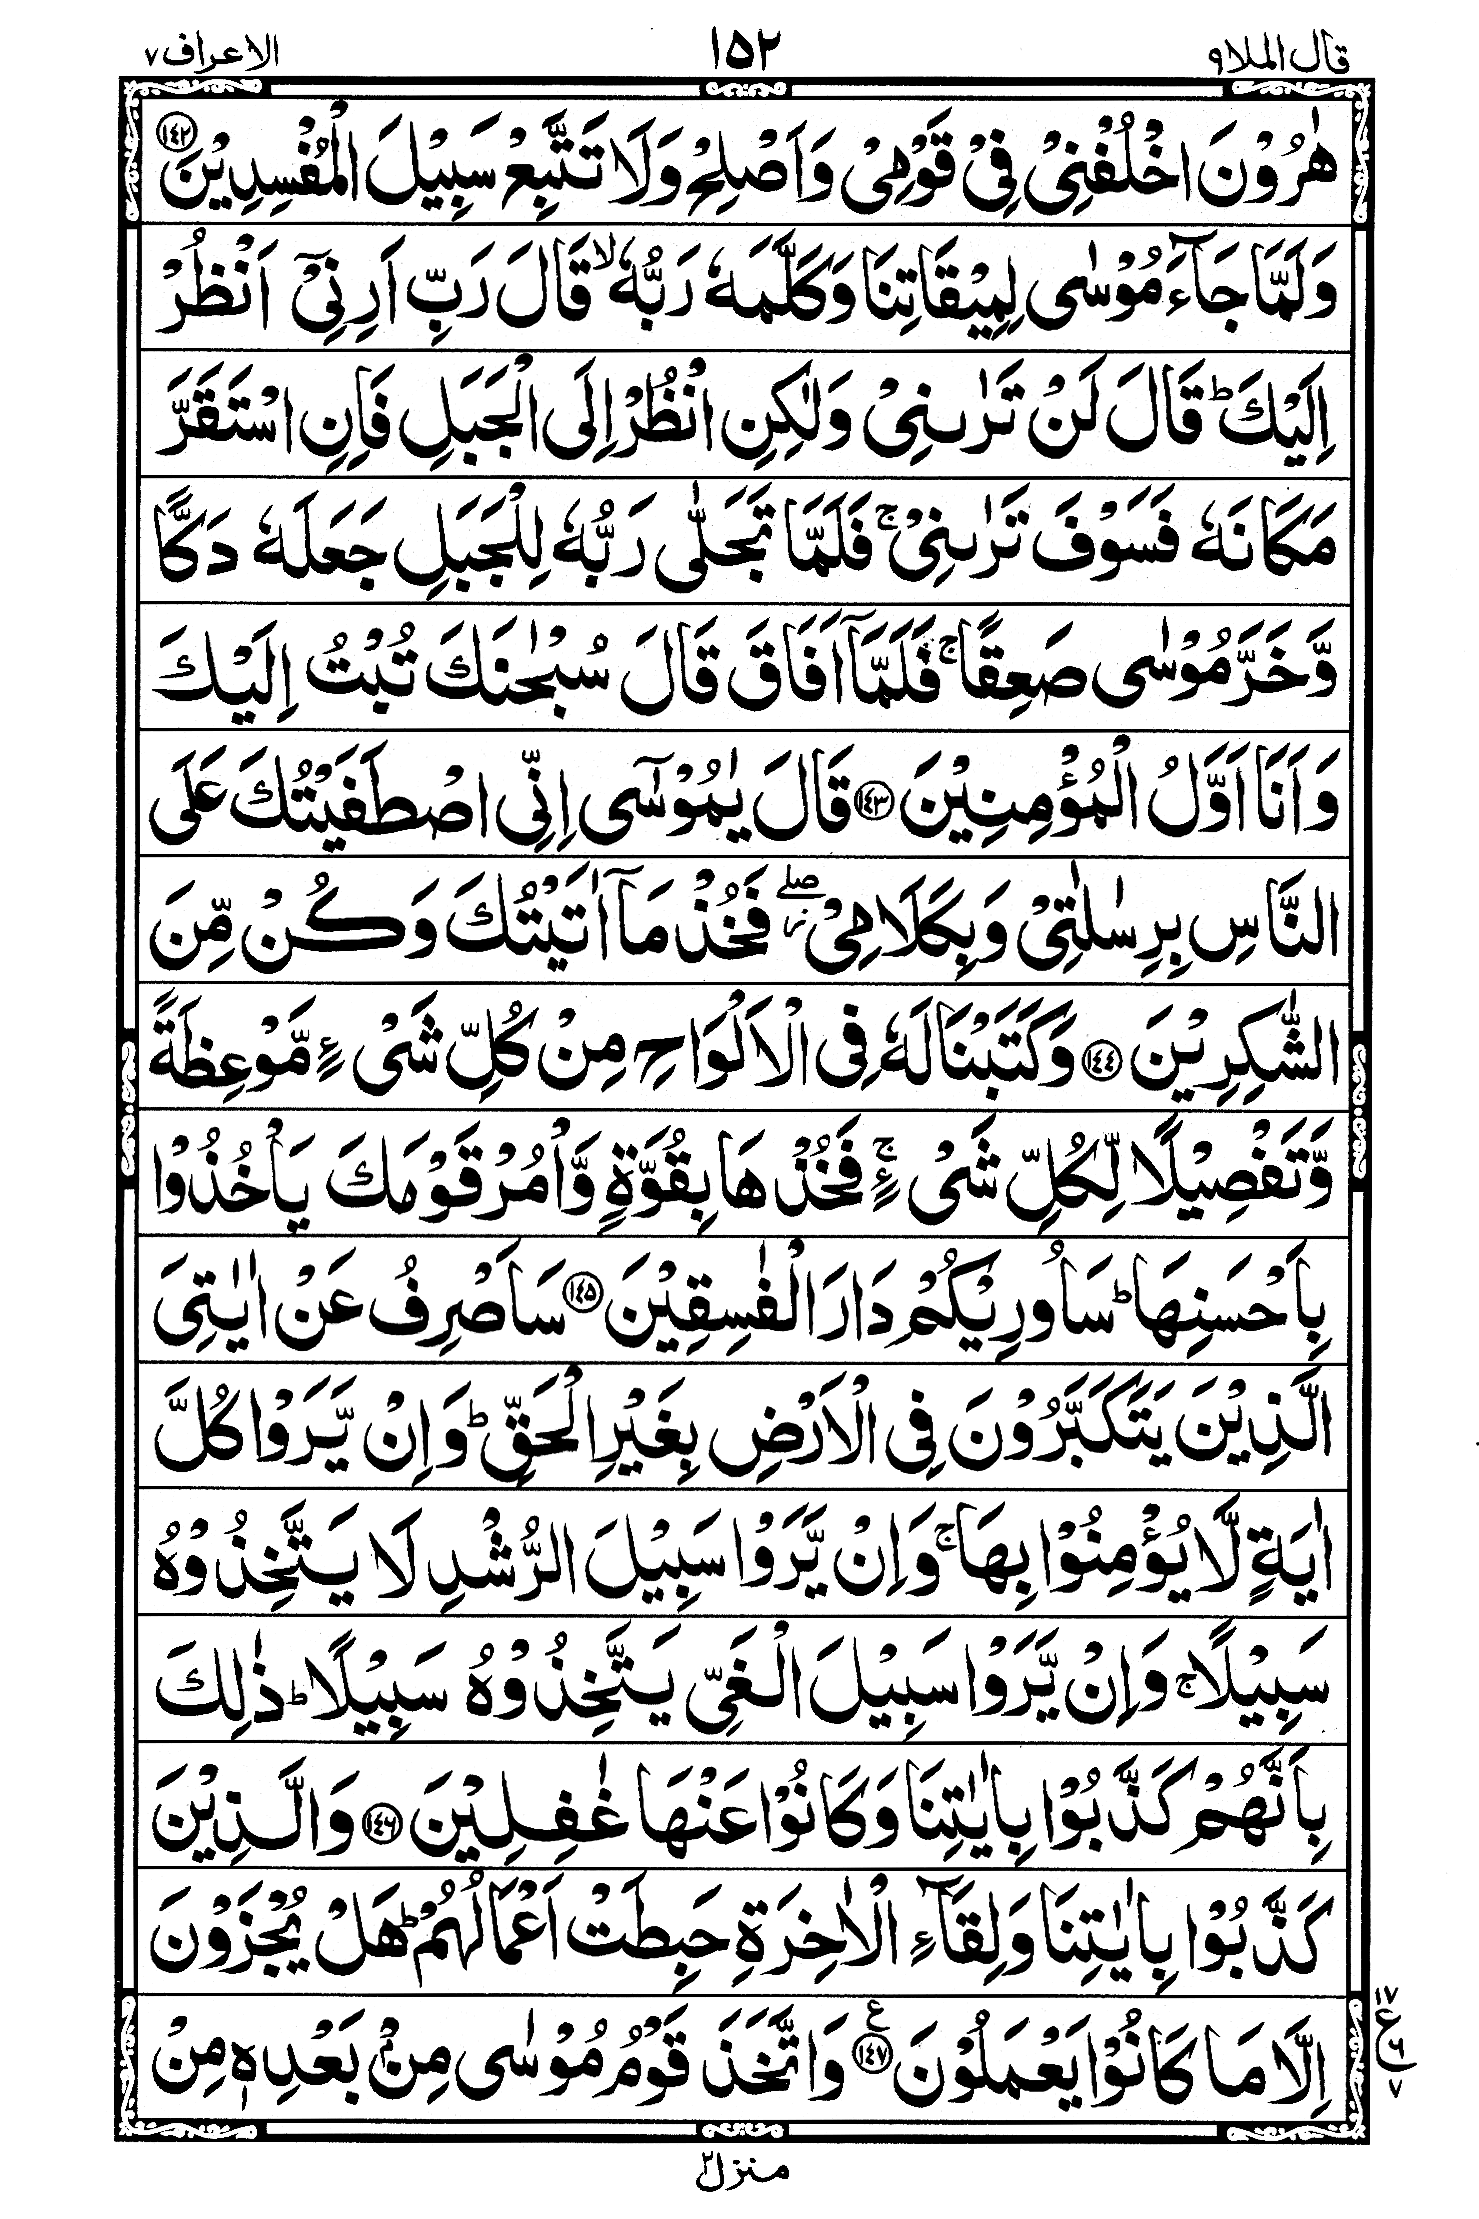 قال الملا ٩ ١٥٢ الاعراف ٧
هٰرُوْنَ اخْلُفْنِيْ فِيْ قَوْمِيْ وَاَصْلِحْ وَلَا تَتَّبِعْ سَبِيْلَ الْمُفْسِدِيْنَ ﴿١٤٢﴾
وَلَمَّا جَآءَ مُوْسٰى لِمِيْقَاتِنَا وَكَلَّمَهٗ رَبُّهٗ ۙ قَالَ رَبِّ اَرِنِيْٓ اَنْظُرْ
اِلَيْكَ ؕ قَالَ لَنْ تَرٰىنِيْ وَلٰكِنِ انْظُرْ اِلَى الْجَبَلِ فَاِنِ اسْتَقَرَّ
مَكَانَهٗ فَسَوْفَ تَرٰىنِيْ ۚ فَلَمَّا تَجَلّٰى رَبُّهٗ لِلْجَبَلِ جَعَلَهٗ دَكًّا
وَّخَرَّ مُوْسٰى صَعِقًا ۚ فَلَمَّآ اَفَاقَ قَالَ سُبْحٰنَكَ تُبْتُ اِلَيْكَ
وَاَنَا اَوَّلُ الْمُؤْمِنِيْنَ ﴿١٤٣﴾ قَالَ يٰمُوْسٰٓى اِنِّى اصْطَفَيْتُكَ عَلَى
النَّاسِ بِرِسٰلٰتِيْ وَبِكَلَامِيْ ۖ ز فَخُذْ مَآ اٰتَيْتُكَ وَكُنْ مِّنَ
الشّٰكِرِيْنَ ﴿١٤٤﴾ وَكَتَبْنَا لَهٗ فِى الْاَلْوَاحِ مِنْ كُلِّ شَيْءٍ مَّوْعِظَةً
وَّتَفْصِيْلًا لِّكُلِّ شَيْءٍ ۚ فَخُذْهَا بِقُوَّةٍ وَّاْمُرْ قَوْمَكَ يَاْخُذُوْا
بِاَحْسَنِهَا ؕ سَاُورِيْكُمْ دَارَ الْفٰسِقِيْنَ ﴿١٤٥﴾ سَاَصْرِفُ عَنْ اٰيٰتِيَ
الَّذِيْنَ يَتَكَبَّرُوْنَ فِى الْاَرْضِ بِغَيْرِ الْحَقِّ ؕ وَاِنْ يَّرَوْا كُلَّ
اٰيَةٍ لَّا يُؤْمِنُوْا بِهَا ۚ وَاِنْ يَّرَوْا سَبِيْلَ الرُّشْدِ لَا يَتَّخِذُوْهُ
سَبِيْلًا ۚ وَاِنْ يَّرَوْا سَبِيْلَ الْغَيِّ يَتَّخِذُوْهُ سَبِيْلًا ؕ ذٰلِكَ
بِاَنَّهُمْ كَذَّبُوْا بِاٰيٰتِنَا وَكَانُوْا عَنْهَا غٰفِلِيْنَ ﴿١٤٦﴾ وَالَّذِيْنَ
كَذَّبُوْا بِاٰيٰتِنَا وَلِقَآءِ الْاٰخِرَةِ حَبِطَتْ اَعْمَالُهُمْ ؕ هَلْ يُجْزَوْنَ
اِلَّا مَا كَانُوْا يَعْمَلُوْنَ ﴿١٤٧﴾ ع وَاتَّخَذَ قَوْمُ مُوْسٰى مِنْۢ بَعْدِهٖ مِنْ
١٧
ع ٦
٧
منزل ٢